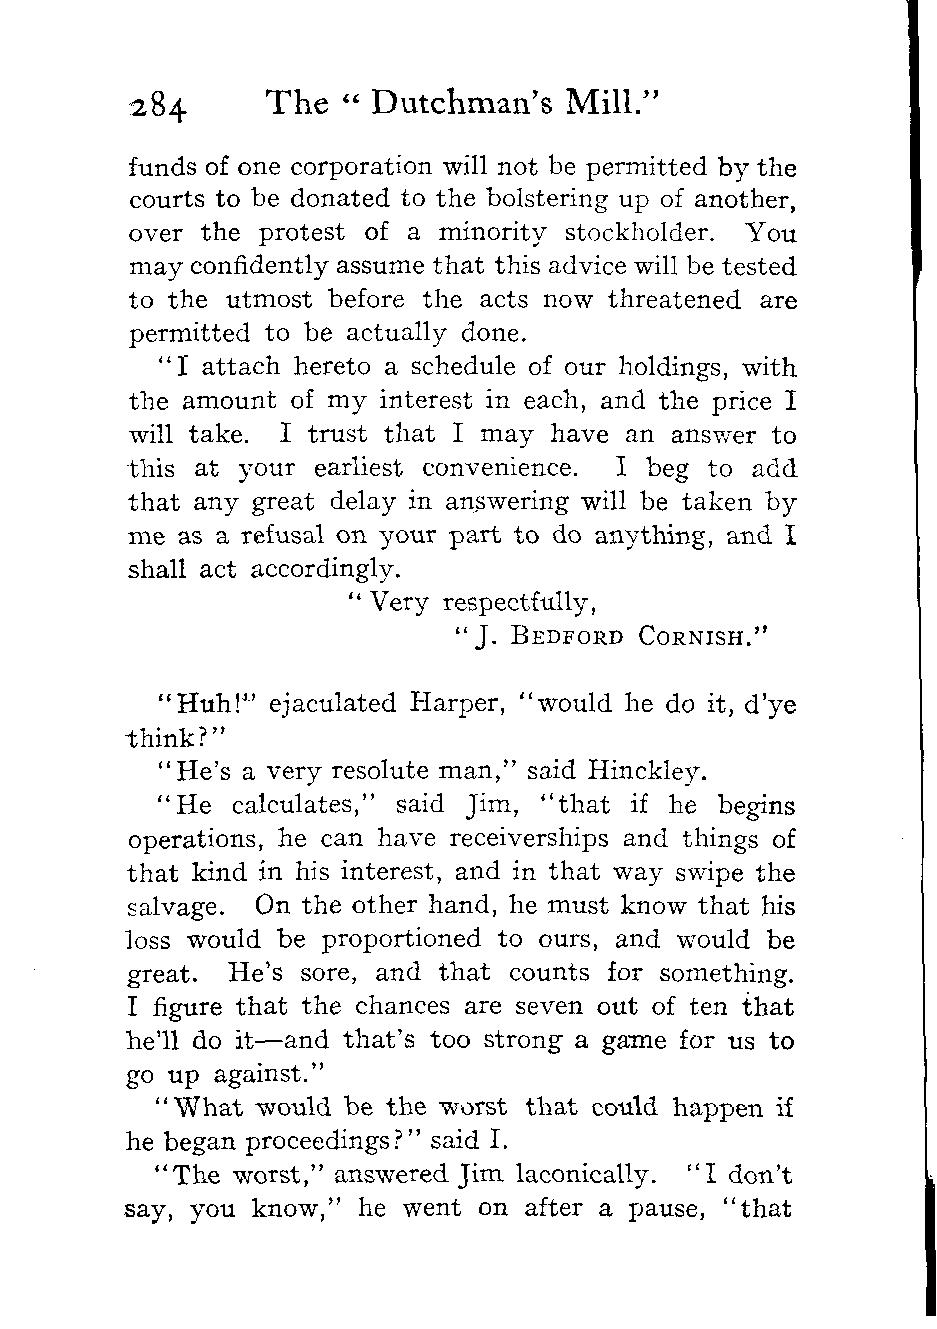 284 The “ Dutchman's Mill.”
funds of one corporation will not be permitted by the
courts to be donated to the bolstering up of another,
over the protest of a minority stockholder. You
may confidently assume that this advice will be tested
to the utmost before the acts now threatened are
permitted to be actually done.
“I attach hereto a schedule of our holdings, with
the amount of my interest in each, and the price I
will take. I trust that I may have an answer to
this at your earliest convenience. I beg to add
that any great delay in answering will be taken by
me as a refusal on your part to do anything, and I
shall act accordingly.
“Very respectfully,
“J. BEDFORD CORNISH.”
“Huh!” ejaculated Harper, “would he do it, d'ye
think?”
“He's a very resolute man,” said Hinckley.
“He calculates,” said Jim, “that if he begins
operations, he can have receiverships and things of
that kind in his interest, and in that way swipe the
salvage. On the other hand, he must know that his
loss would be proportioned to ours, and would be
great. He's sore, and that counts for something.
I figure that the chances are seven out of ten that
he'll do it—and that's too strong a game for us to
go up against.”
“What would be the worst that could happen if
he began proceedings?” said I.
“The worst,” answered Jim laconically. “I don't
say, you know,” he went on after a pause, “that